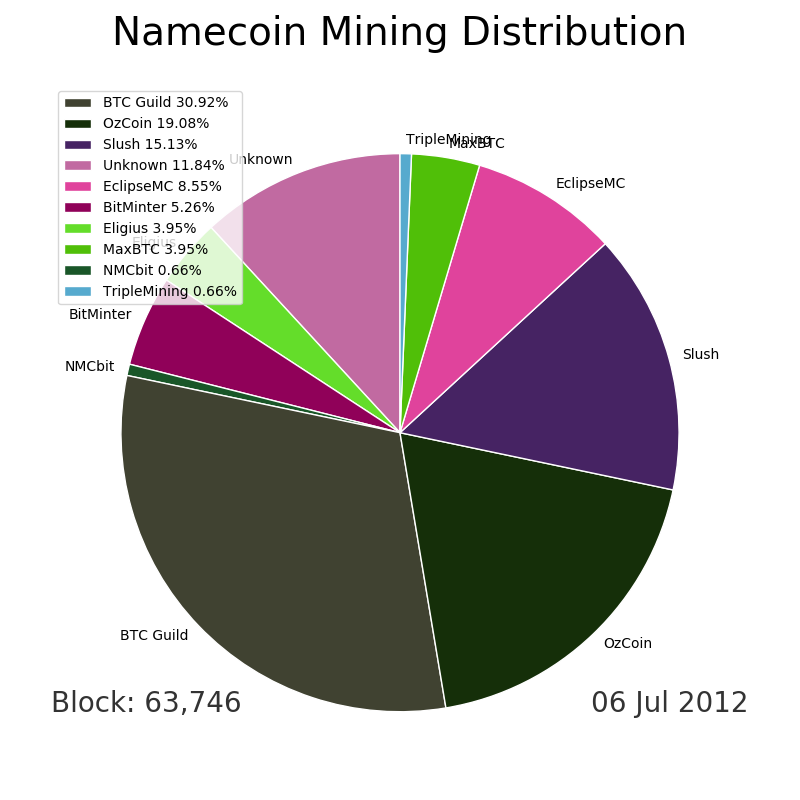 Namecoin Mining Distribution
BTC Guild 30.92%
OzCoin 19.08%
Slush 15.13%
Unknown 11.84%
EclipseMC 8.55%
BitMinter 5.26%
Eligius 3.95%
MaxBTC 3.95%
NMCbit 0.66%
TripleMining 0.66%
TripleMining
MaxBTC
Unknown
EclipseMC
Eligius
BitMinter
Slush
NMCbit
BTC Guild
OzCoin
Block: 63,746
06 Jul 2012